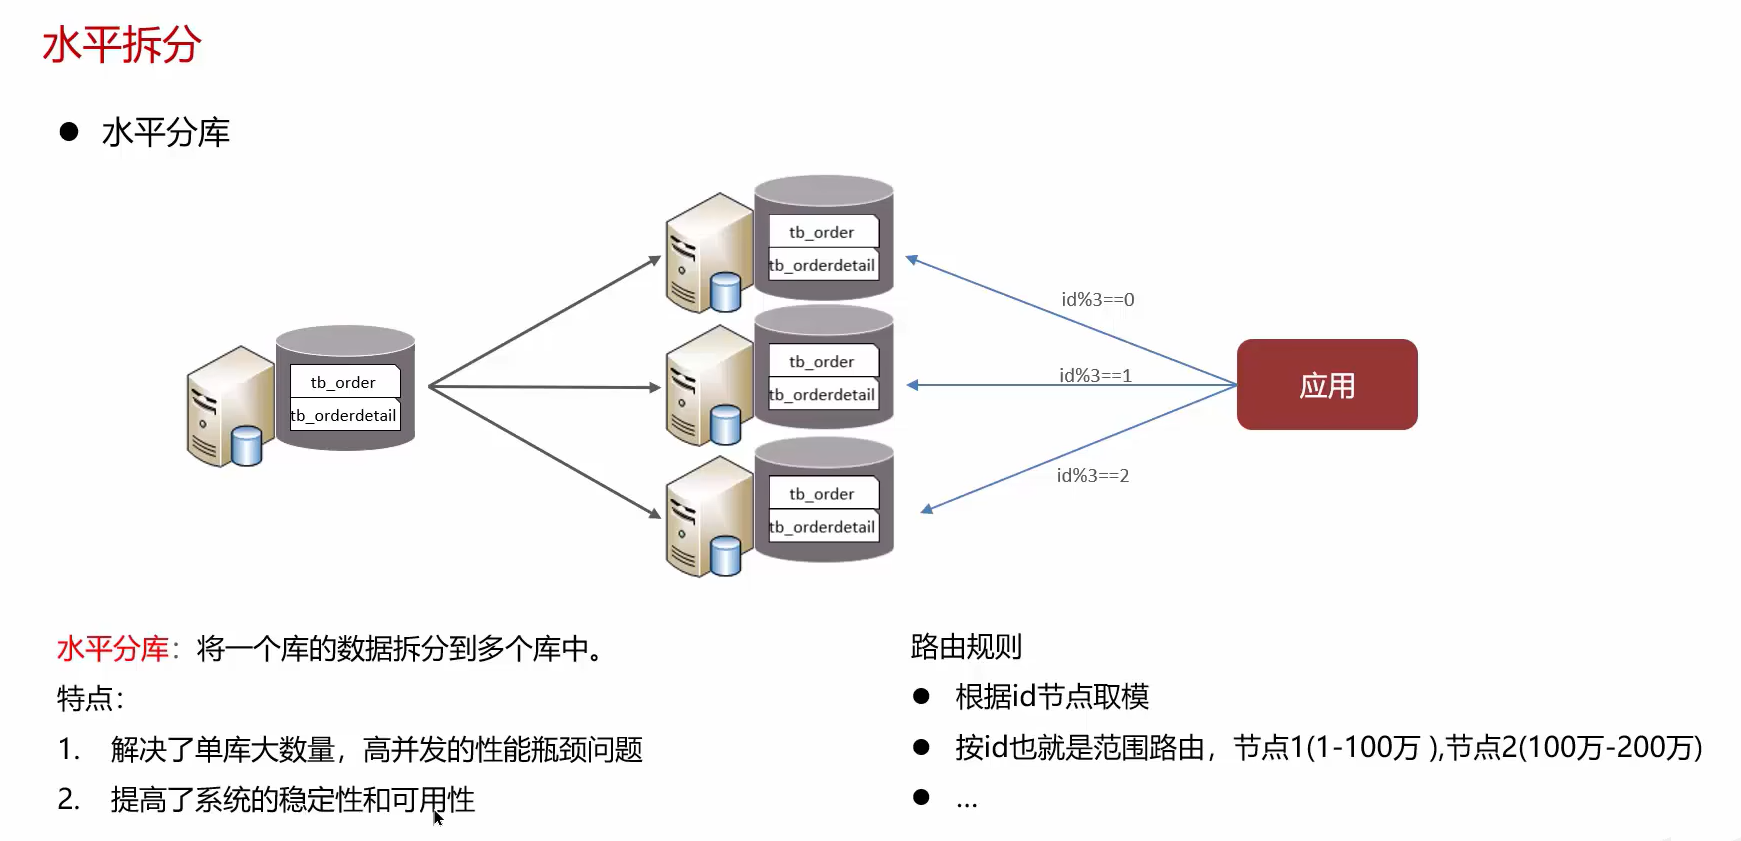 水平拆分
● 水平分库
tb_order
tb_orderdetail
tb_order
tb_orderdetail
tb_order
tb_orderdetail
tb_order
tb_orderdetail
id%3==0
id%3==1
id%3==2
应用
水平分库：将一个库的数据拆分到多个库中。
特点：
1. 解决了单库大数量，高并发的性能瓶颈问题
2. 提高了系统的稳定性和可用性
路由规则
● 根据id节点取模
● 按id也就是范围路由，节点1(1-100万 ),节点2(100万-200万)
● ...